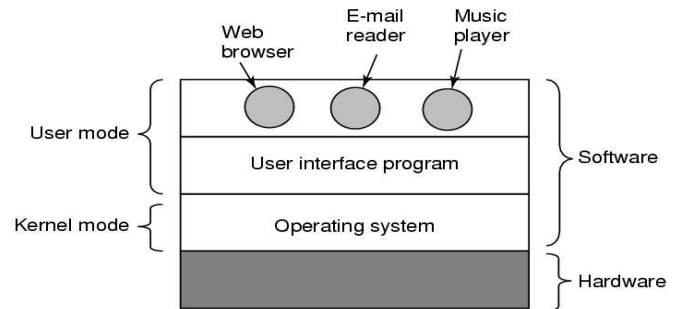 Web
browser
E-mail
reader
Music
player
User mode
User interface program
Software
Kernel mode
Operating system
Hardware